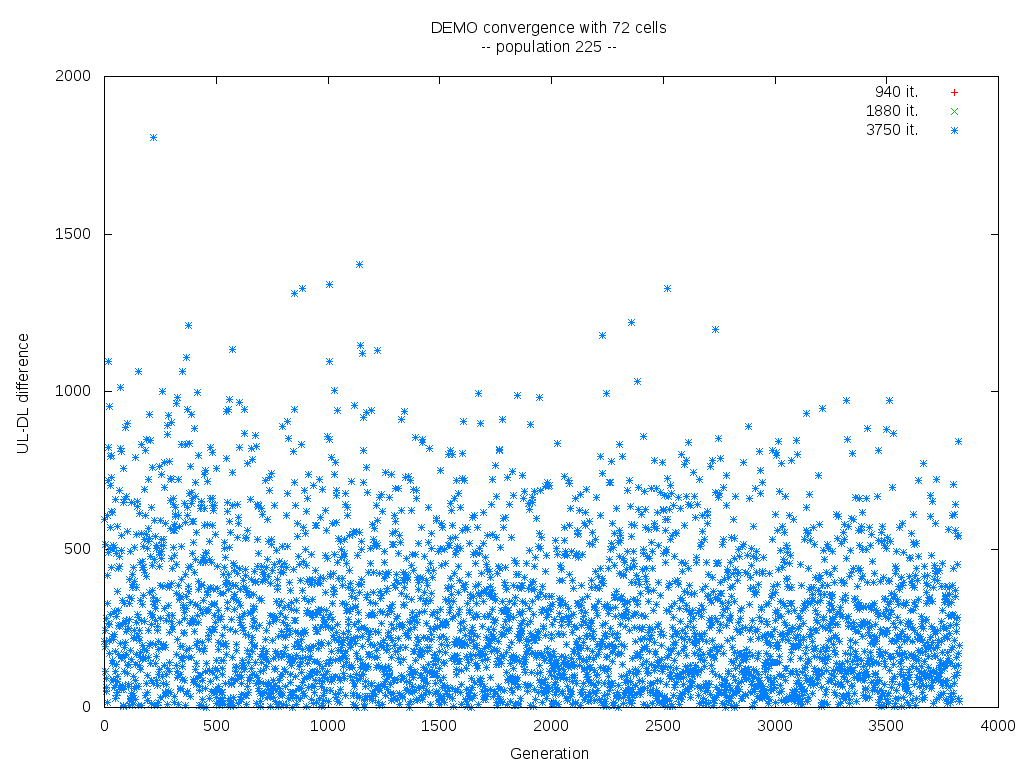 DEMO convergence with 72 cells
-- population 225 --
940 it.
1880 it.
3750 it.
UL-DL difference
2000
1500
1000
500
0
0 500 1000 1500 2000 2500 3000 3500 4000
Generation